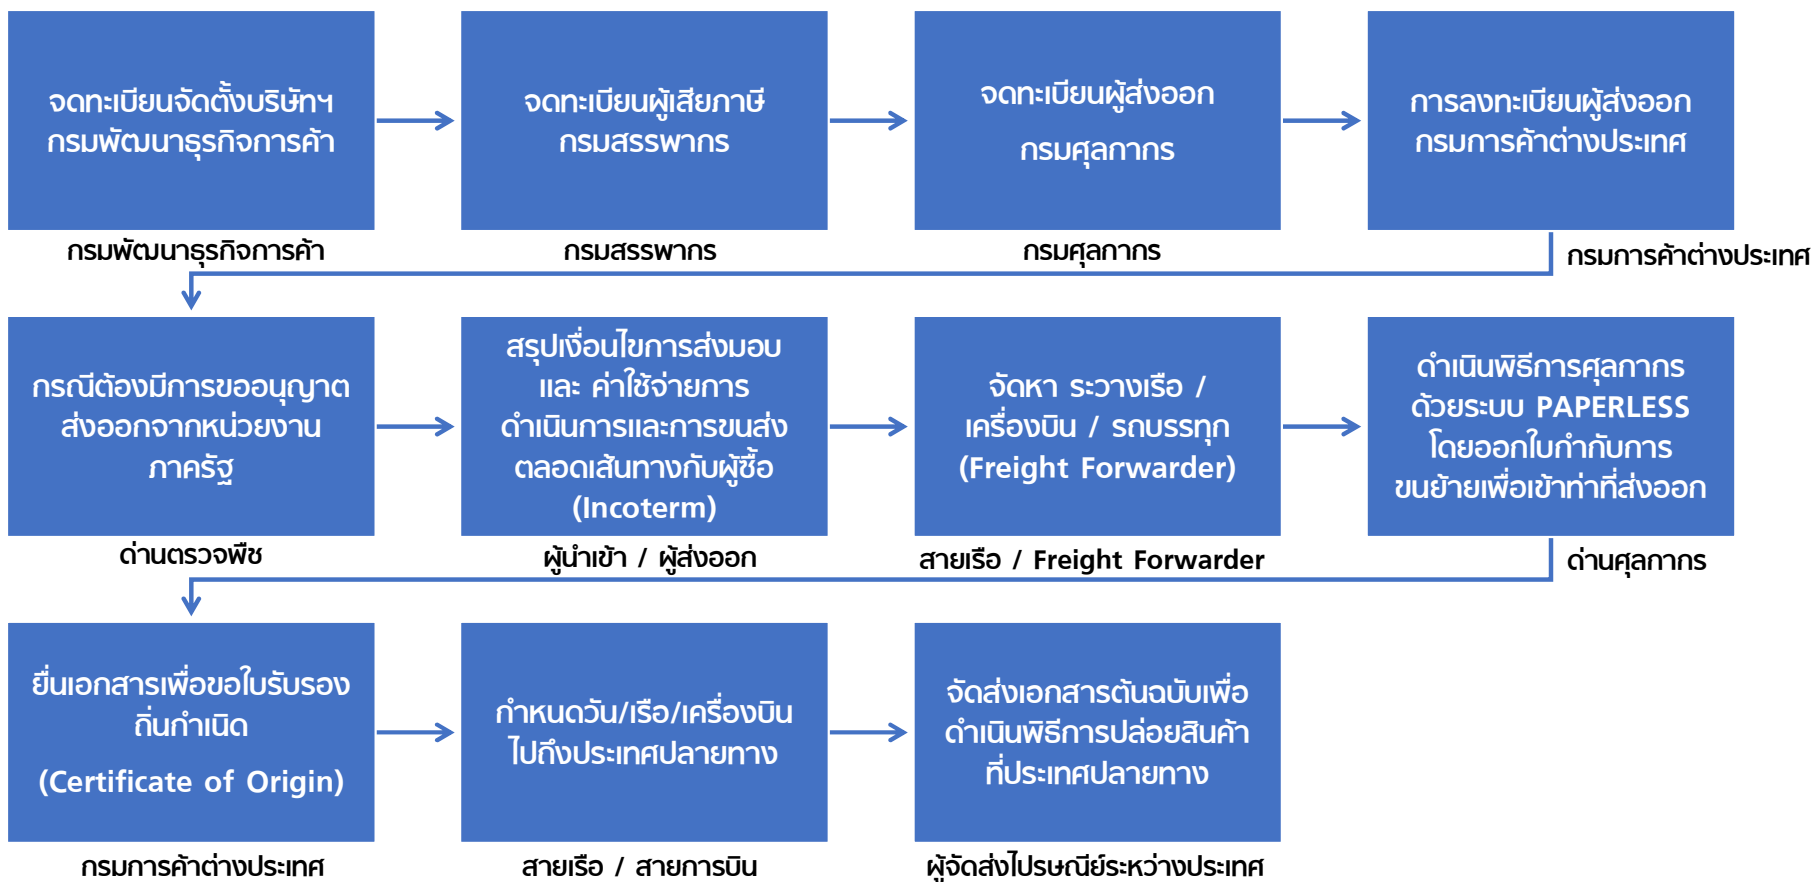 จดทะเบียนจัดตั้งบริษัทฯ
กรมพัฒนาธุรกิจการค้า
จดทะเบียนผู้เสียภาษี
กรมสรรพากร
จดทะเบียนผู้ส่งออก
กรมศุลกากร
การลงทะเบียนผู้ส่งออก
กรมการค้าต่างประเทศ
กรมพัฒนาธุรกิจการค้า
กรมสรรพากร
กรมศุลกากร
กรมการค้าต่างประเทศ
กรณีต้องมีการขออนุญาต
ส่งออกจากหน่วยงาน
ภาครัฐ
สรุปเงื่อนไขการส่งมอบ
และ ค่าใช้จ่ายการ
ดำเนินการและการขนส่ง
ตลอดเส้นทางกับผู้ซื้อ
(Incoterm)
จัดหา ระวางเรือ /
เครื่องบิน / รถบรรทุก
(Freight Forwarder)
ดำเนินพิธีการศุลกากร
ด้วยระบบ PAPERLESS
โดยออกใบกำกับการ
ขนย้ายเพื่อเข้าท่าที่ส่งออก
ด่านตรวจพืช
ผู้นำเข้า / ผู้ส่งออก
สายเรือ / Freight Forwarder
ด่านศุลกากร
ยื่นเอกสารเพื่อขอใบรับรอง
ถิ่นกำเนิด
(Certificate of Origin)
กำหนดวัน/เรือ/เครื่องบิน
ไปถึงประเทศปลายทาง
จัดส่งเอกสารต้นฉบับเพื่อ
ดำเนินพิธีการปล่อยสินค้า
ที่ประเทศปลายทาง
กรมการค้าต่างประเทศ
สายเรือ / สายการบิน
ผู้จัดส่งไปรษณีย์ระหว่างประเทศ